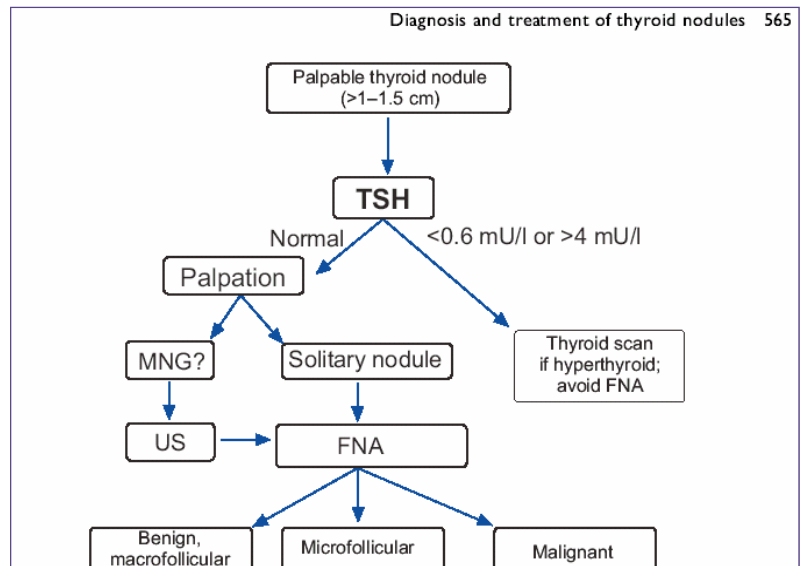 Diagnosis and treatment of thyroid nodules 565
Palpable thyroid nodule
(>1–1.5 cm)
TSH
Normal
<0.6 mU/l or >4 mU/l
Palpation
Thyroid scan
if hyperthyroid;
avoid FNA
MNG?
Solitary nodule
US
FNA
Benign,
macrofollicular
Microfollicular
Malignant